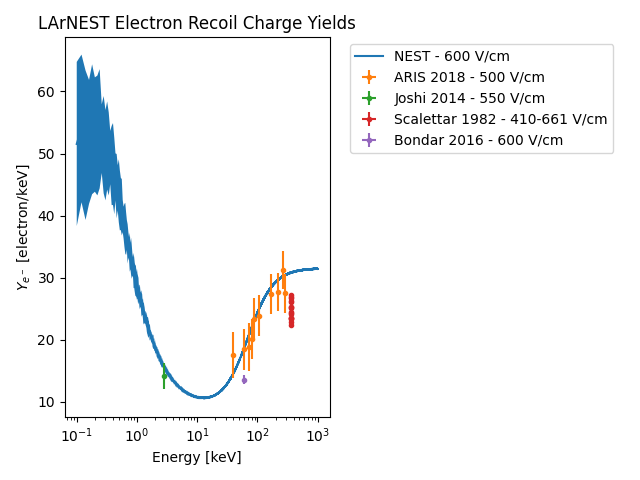 LArNEST Electron Recoil Charge Yields
NEST - 600 V/cm
ARIS 2018 - 500 V/cm
Joshi 2014 - 550 V/cm
Scalettar 1982 - 410-661 V/cm
Bondar 2016 - 600 V/cm
Y_{e^-} [electron/keV]
60
50
40
30
20
10
10^{-1} 10^0 10^1 10^2 10^3
Energy [keV]